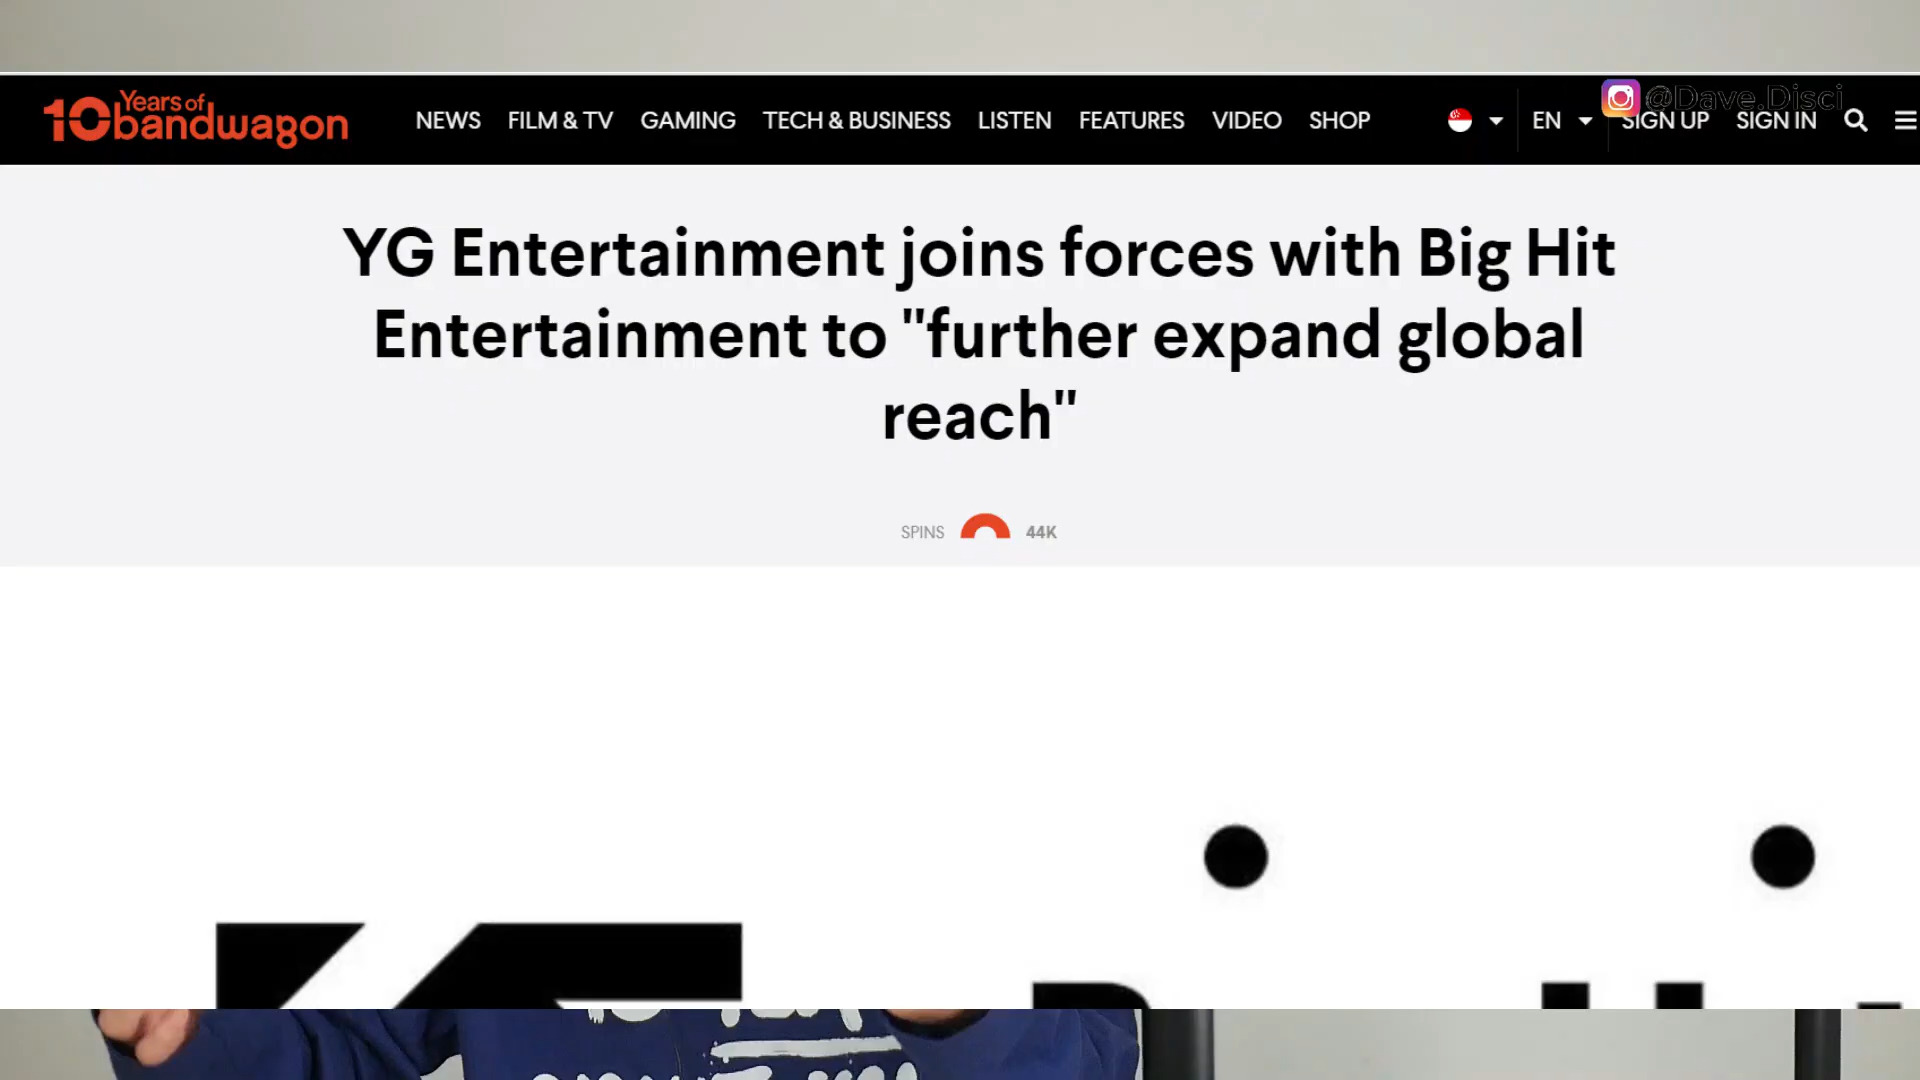 10 Years of bandwagon
NEWS FILM & TV GAMING TECH & BUSINESS LISTEN FEATURES VIDEO SHOP EN SIGN UP SIGN IN
@Dave.Disci
YG Entertainment joins forces with Big Hit
Entertainment to "further expand global
reach"
SPINS 44K